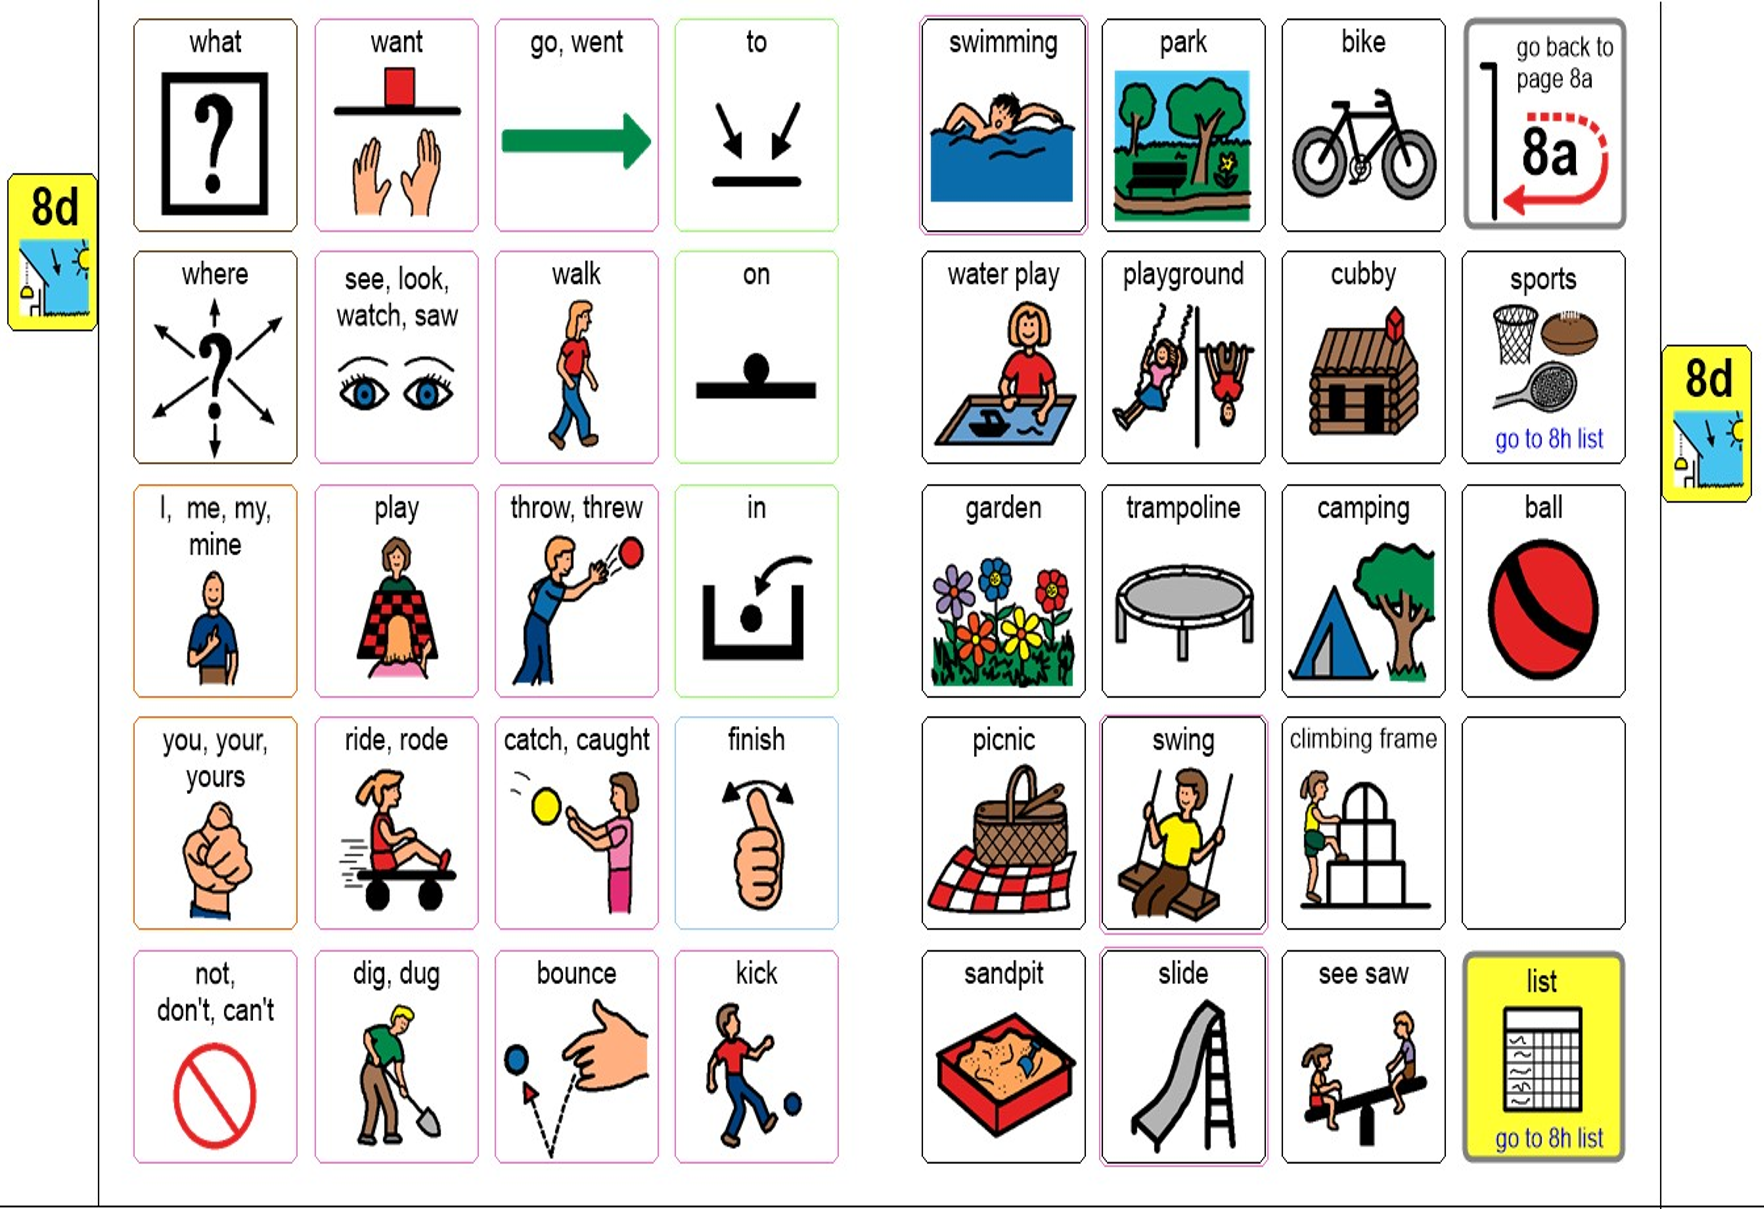 8d
what
want
go, went
to
where
see, look,
watch, saw
walk
on
I, me, my,
mine
play
throw, threw
in
you, your,
yours
ride, rode
catch, caught
finish
not,
don't, can't
dig, dug
bounce
kick
swimming
park
bike
go back to
page 8a
8a
water play
playground
cubby
sports
go to 8h list
garden
trampoline
camping
ball
picnic
swing
climbing frame
sandpit
slide
see saw
list
go to 8h list
8d